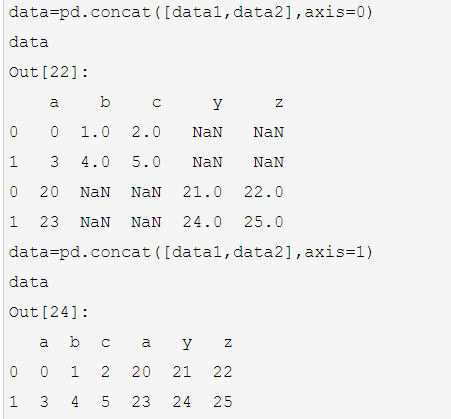 data=pd.concat([data1,data2],axis=0)
data
Out[22]:
a b c y z
0 0 1.0 2.0 NaN NaN
1 3 4.0 5.0 NaN NaN
0 20 NaN NaN 21.0 22.0
1 23 NaN NaN 24.0 25.0
data=pd.concat([data1,data2],axis=1)
data
Out[24]:
a b c a y z
0 0 1 2 20 21 22
1 3 4 5 23 24 25